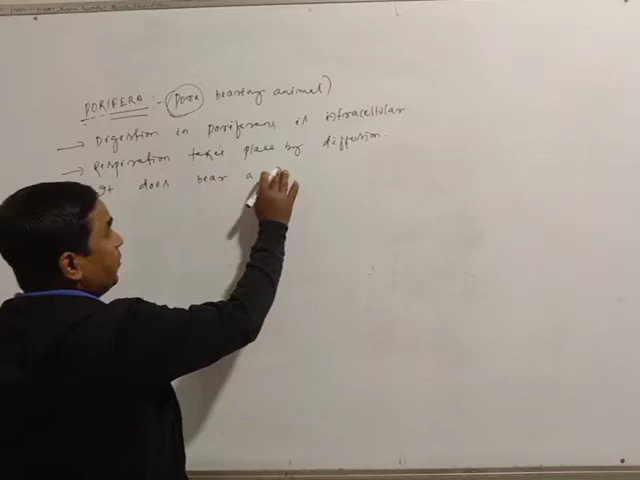 PORIFERA :- (Pore bearing animal)
→ Digestion in poriferans is intracellular
→ Respiration takes place by diffusion.
It does bear a